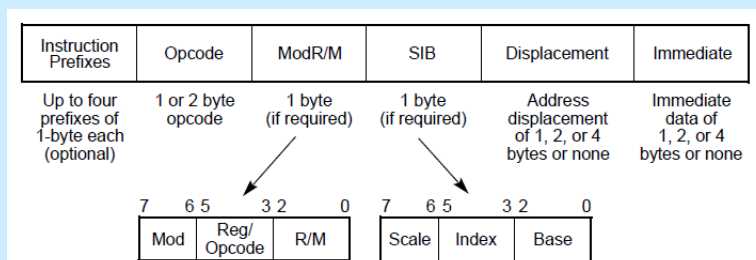 Instruction Prefixes
Opcode
ModR/M
SIB
Displacement
Immediate
Up to four
prefixes of
1-byte each
(optional)
1 or 2 byte
opcode
1 byte
(if required)
1 byte
(if required)
Address
displacement
of 1, 2, or 4
bytes or none
Immediate
data of
1, 2, or 4
bytes or none
7 6 5 3 2 0
Mod
Reg/
Opcode
R/M
7 6 5 3 2 0
Scale
Index
Base